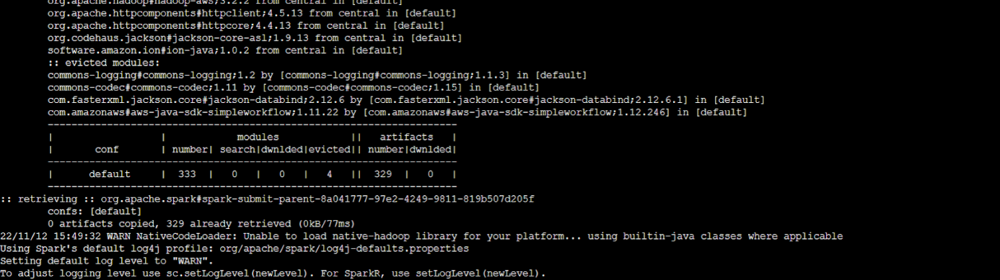 org.apache.hadoop#hadoop-aws;3.2.2 from central in [default]
org.apache.httpcomponents#httpclient;4.5.13 from central in [default]
org.apache.httpcomponents#httpcore;4.4.13 from central in [default]
org.codehaus.jackson#jackson-core-asl;1.9.13 from central in [default]
software.amazon.ion#ion-java;1.0.2 from central in [default]
:: evicted modules:
commons-logging#commons-logging;1.2 by [commons-logging#commons-logging;1.1.3] in [default]
commons-codec#commons-codec;1.11 by [commons-codec#commons-codec;1.15] in [default]
com.fasterxml.jackson.core#jackson-databind;2.12.6 by [com.fasterxml.jackson.core#jackson-databind;2.12.6.1] in [default]
com.amazonaws#aws-java-sdk-simpleworkflow;1.11.22 by [com.amazonaws#aws-java-sdk-simpleworkflow;1.12.246] in [default]
---------------------------------------------------------------------
|                  |            modules            ||   artifacts   |
|       conf       | number| search|dwnlded|evicted|| number|dwnlded|
---------------------------------------------------------------------
|      default     |  333  |   0   |   0   |   4   ||  329  |   0   |
---------------------------------------------------------------------
:: retrieving :: org.apache.spark#spark-submit-parent-8a041777-97e2-4249-9811-819b507d205f
confs: [default]
0 artifacts copied, 329 already retrieved (0kB/77ms)
22/11/12 15:49:32 WARN NativeCodeLoader: Unable to load native-hadoop library for your platform... using builtin-java classes where applicable
Using Spark's default log4j profile: org/apache/spark/log4j-defaults.properties
Setting default log level to "WARN".
To adjust logging level use sc.setLogLevel(newLevel). For SparkR, use setLogLevel(newLevel).